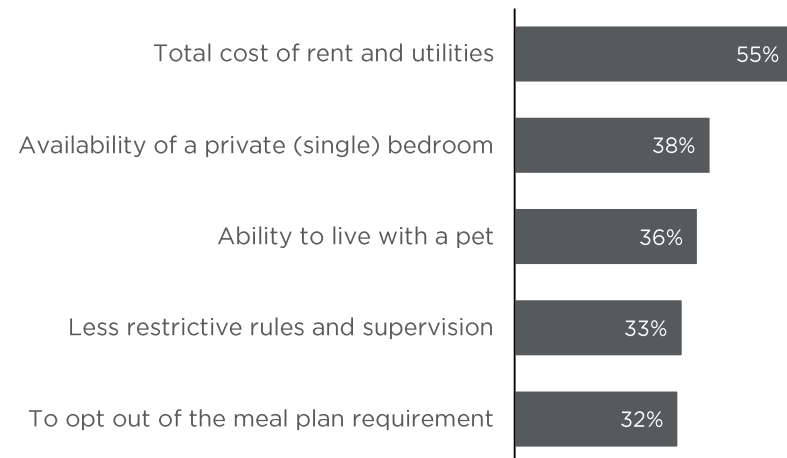 Total cost of rent and utilities 55%
Availability of a private (single) bedroom 38%
Ability to live with a pet 36%
Less restrictive rules and supervision 33%
To opt out of the meal plan requirement 32%